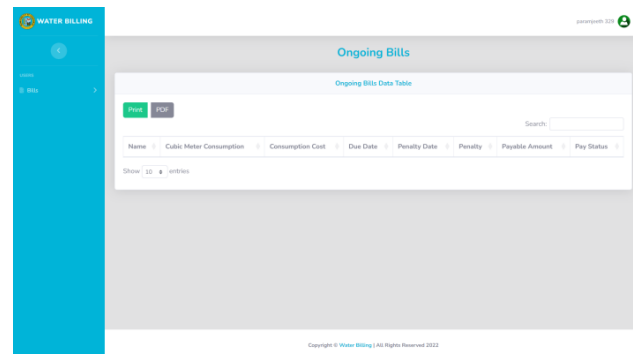 WATER BILLING
parampeth 329
USERS
Bills
Ongoing Bills
Ongoing Bills Data Table
Print PDF
Search:
Name Cubic Meter Consumption Consumption Cost Due Date Penalty Date Penalty Payable Amount Pay Status
Show 10 entries
Copyright © Water Billing | All Rights Reserved 2022